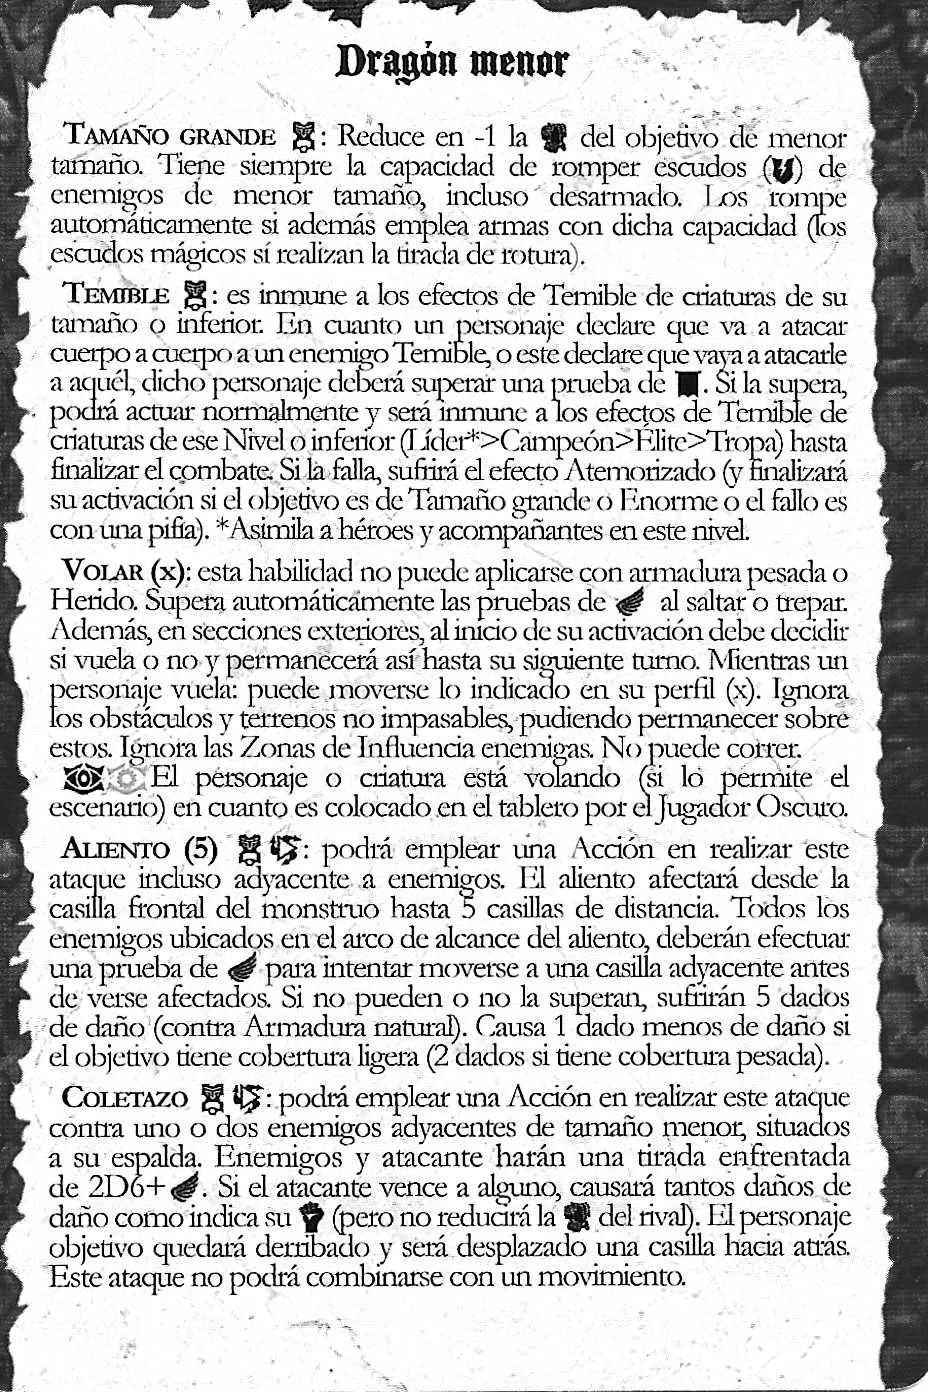 Dragón menor
TAMAÑO GRANDE : Reduce en -1 la del objetivo de menor
tamaño. Tiene siempre la capacidad de romper escudos ( ) de
enemigos de menor tamaño, incluso desarmado. Los rompe
automáticamente si además emplea armas con dicha capacidad (los
escudos mágicos sí realizan la tirada de rotura).
TEMIBLE : es inmune a los efectos de Temible de criaturas de su
tamaño o inferior. En cuanto un personaje declare que va a atacar
cuerpo a cuerpo a un enemigo Temible, o este declare que vaya a atacarle
a aquél, dicho personaje deberá superar una prueba de . Si la supera,
podrá actuar normalmente y será inmune a los efectos de Temible de
criaturas de ese Nivel o inferior (Líder*>Campeón>Élite>Tropa) hasta
finalizar el combate. Si la falla, sufrirá el efecto Atemorizado (y finalizará
su activación si el objetivo es de Tamaño grande o Enorme o el fallo es
con una pifia). *Asimila a héroes y acompañantes en este nivel.
VOLAR (X): esta habilidad no puede aplicarse con armadura pesada o
Herido. Supera automáticamente las pruebas de al saltar o trepar.
Además, en secciones exteriores, al inicio de su activación debe decidir
si vuela o no y permanecerá así hasta su siguiente turno. Mientras un
personaje vuela: puede moverse lo indicado en su perfil (x). Ignora
los obstáculos y terrenos no impasables, pudiendo permanecer sobre
estos. Ignora las Zonas de Influencia enemigas. No puede correr.
El personaje o criatura está volando (si lo permite el
escenario) en cuanto es colocado en el tablero por el Jugador Oscuro.
ALIENTO (5) : podrá emplear una Acción en realizar este
ataque incluso adyacente a enemigos. El aliento afectará desde la
casilla frontal del monstruo hasta 5 casillas de distancia. Todos los
enemigos ubicados en el arco de alcance del aliento, deberán efectuar
una prueba de para intentar moverse a una casilla adyacente antes
de verse afectados. Si no pueden o no la superan, sufrirán 5 dados
de daño (contra Armadura natural). Causa 1 dado menos de daño si
el objetivo tiene cobertura ligera (2 dados si tiene cobertura pesada).
COLETAZO : podrá emplear una Acción en realizar este ataque
contra uno o dos enemigos adyacentes de tamaño menor, situados
a su espalda. Enemigos y atacante harán una tirada enfrentada
de 2D6+ . Si el atacante vence a alguno, causará tantos daños de
daño como indica su (pero no reducirá la del rival). El personaje
objetivo quedará derribado y será desplazado una casilla hacia atrás.
Este ataque no podrá combinarse con un movimiento.